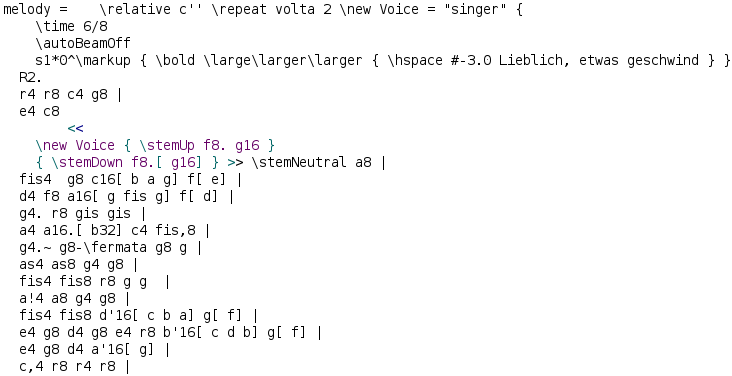 melody =    \relative c'' \repeat volta 2 \new Voice = "singer" {
    \time 6/8
    \autoBeamOff
    s1*0^\markup { \bold \large\larger\larger { \hspace #-3.0 Lieblich, etwas geschwind } }
  R2.
  r4 r8 c4 g8 |
  e4 c8
        <<
    \new Voice { \stemUp f8. g16 }
    { \stemDown f8.[ g16] } >> \stemNeutral a8 |
  fis4  g8 c16[ b a g] f[ e] |
  d4 f8 a16[ g fis g] f[ d] |
  g4. r8 gis gis |
  a4 a16.[ b32] c4 fis,8 |
  g4.~ g8-\fermata g8 g |
  as4 as8 g4 g8 |
  fis4 fis8 r8 g g  |
  a!4 a8 g4 g8 |
  fis4 fis8 d'16[ c b a] g[ f] |
  e4 g8 d4 g8 e4 r8 b'16[ c d b] g[ f] |
  e4 g8 d4 a'16[ g] |
  c,4 r8 r4 r8 |